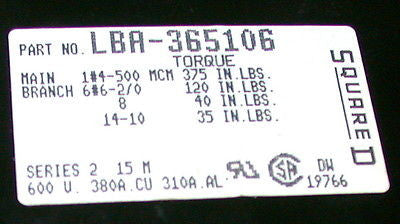 PART NO. LBA-365106
TORQUE
MAIN 1#4-500 MCM 375 IN.LBS.
BRANCH 6#6-2/0 120 IN.LBS.
8 40 IN.LBS.
14-10 35 IN.LBS.
SQUARE D
SERIES 2 15 M
600 V. 380A.CU 310A.AL.
SA
DW
19766